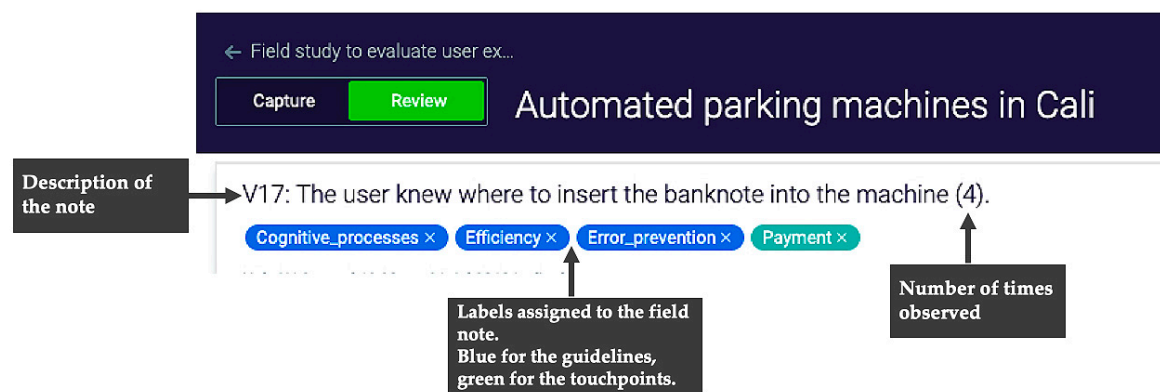 ← Field study to evaluate user ex...
Capture
Review
Automated parking machines in Cali
Description of
the note
V17: The user knew where to insert the banknote into the machine (4).
Cognitive_processes ×
Efficiency ×
Error_prevention ×
Payment ×
Labels assigned to the field
note.
Blue for the guidelines,
green for the touchpoints.
Number of times
observed